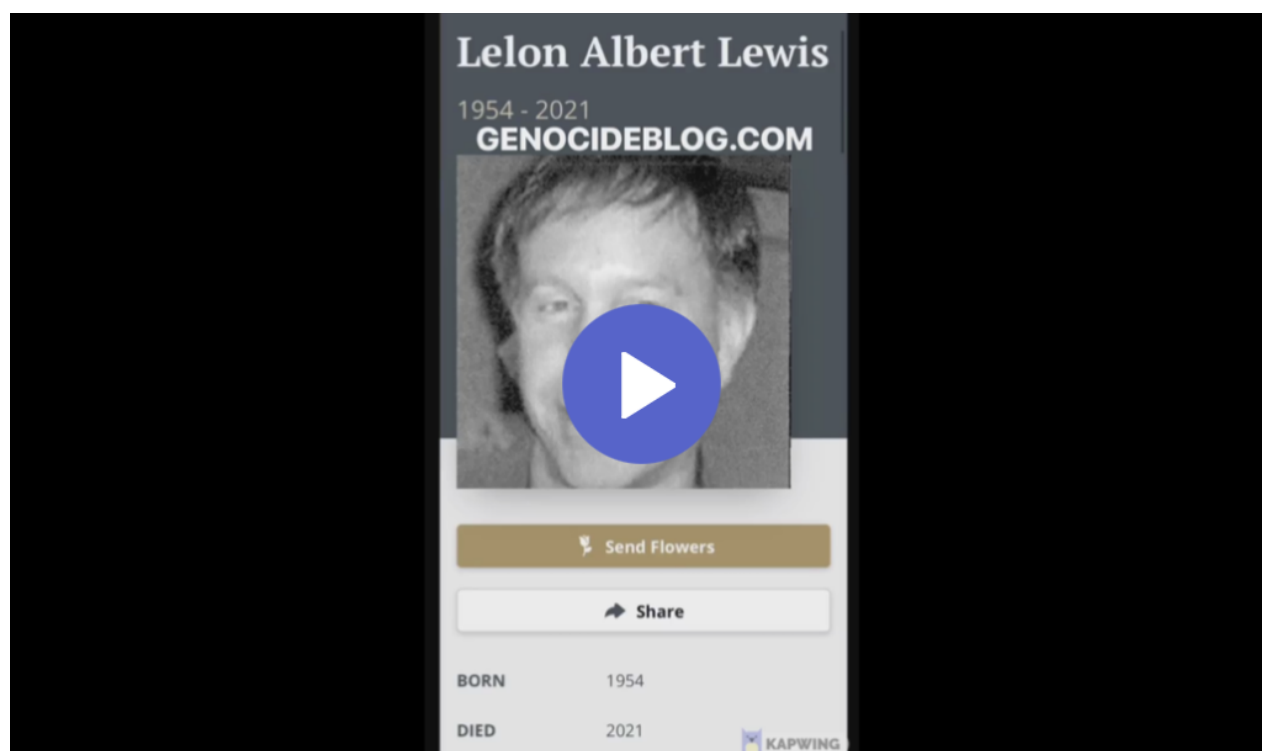 Lelon Albert Lewis
1954 - 2021
GENOCIDEBLOG.COM
Send Flowers
Share
BORN 1954
DIED 2021
KAPWING